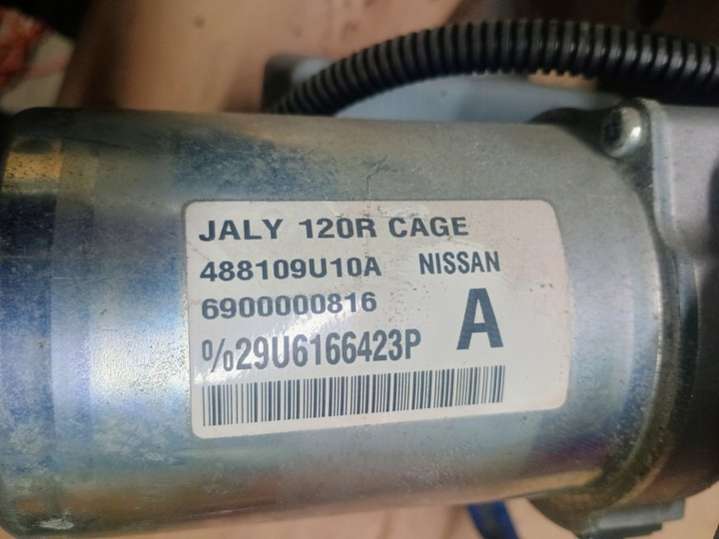 JALY 120R CAGE
488109U10A NISSAN
6900000816
A
%29U6166423P